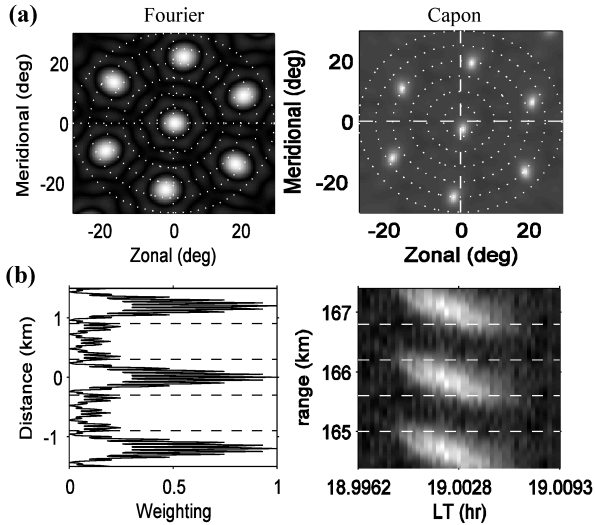 (a) Fourier Capon
Meridional (deg)
20
0
-20
-20 0 20
Zonal (deg)
Meridional (deg)
20
0
-20
-20 0 20
Zonal (deg)
(b)
Distance (km)
1
0
-1
0 0.5 1
Weighting
range (km)
167
166
165
18.9962 19.0028 19.0093
LT (hr)